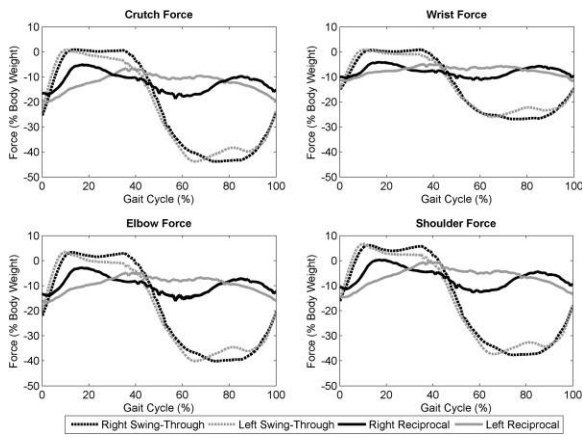 Crutch Force
Wrist Force
10
0
-10
-20
-30
-40
-50
Force (% Body Weight)
0 20 40 60 80 100
Gait Cycle (%)
10
0
-10
-20
-30
-40
-50
Force (% Body Weight)
0 20 40 60 80 100
Gait Cycle (%)
Elbow Force
Shoulder Force
10
0
-10
-20
-30
-40
-50
Force (% Body Weight)
0 20 40 60 80 100
Gait Cycle (%)
10
0
-10
-20
-30
-40
-50
Force (% Body Weight)
0 20 40 60 80 100
Gait Cycle (%)
Right Swing-Through Left Swing-Through Right Reciprocal Left Reciprocal